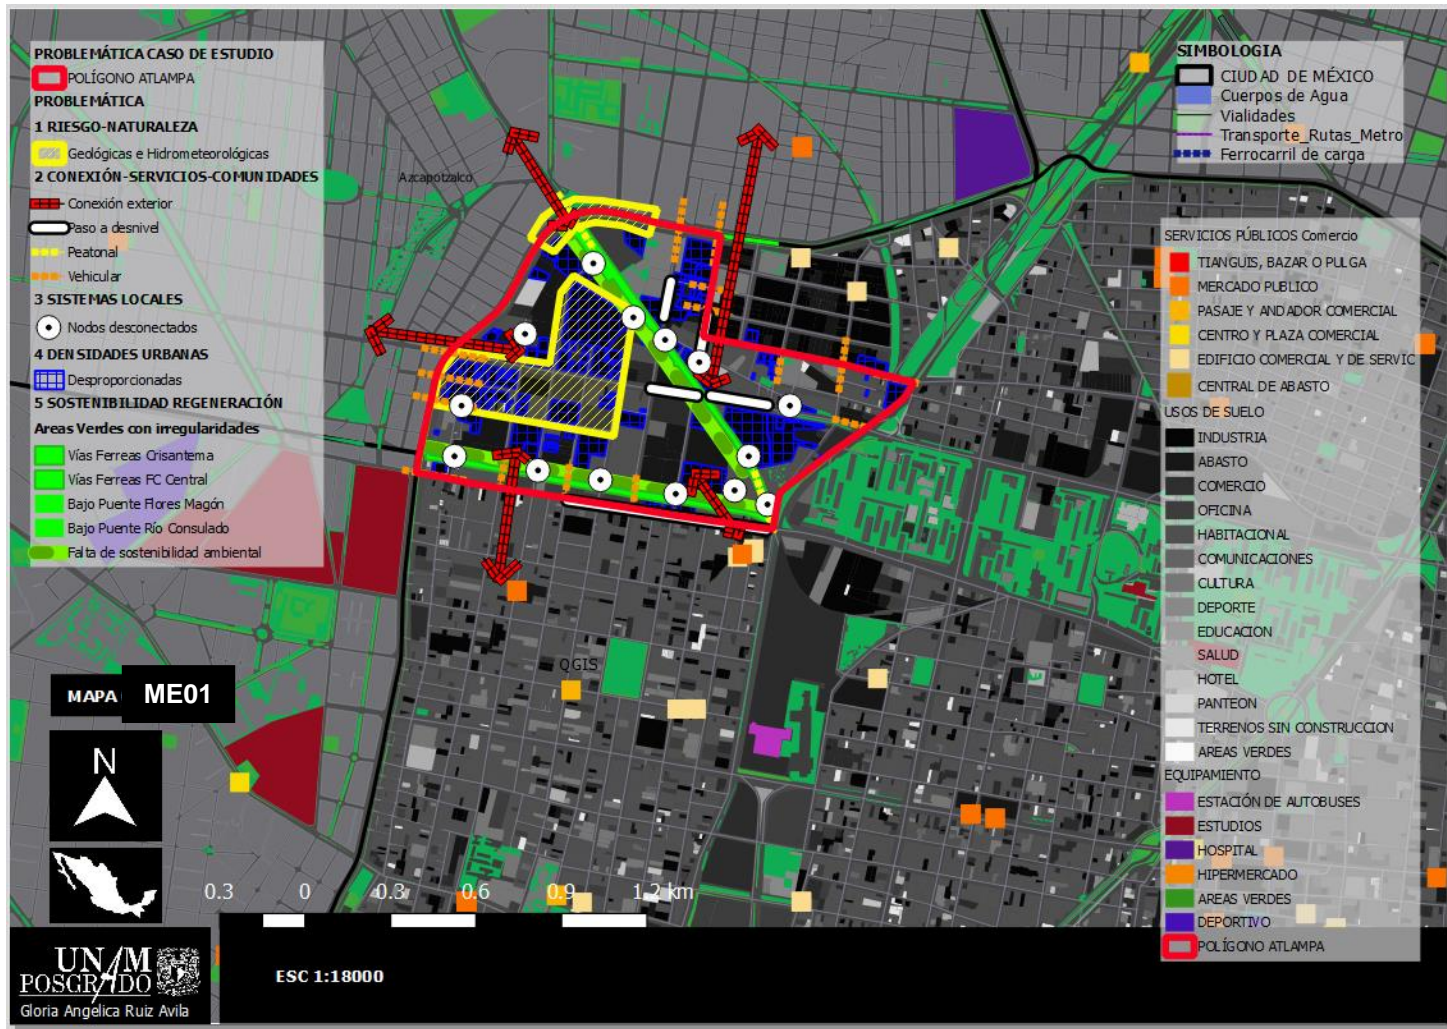 PROBLEMÁTICA CASO DE ESTUDIO
POLÍGONO ATLAMPA
PROBLEMÁTICA
1 RIESGO-NATURALEZA
Geológicas e Hidrometeorológicas
2 CONEXIÓN-SERVICIOS-COMUNIDADES
Conexión exterior
Paso a desnivel
Peatonal
Vehicular
3 SISTEMAS LOCALES
Nodos desconectados
4 DENSIDADES URBANAS
Desproporcionadas
5 SOSTENIBILIDAD REGENERACIÓN
Areas Verdes con irregularidades
Vías Ferreas Crisantema
Vías Ferreas FC Central
Bajo Puente Flores Magón
Bajo Puente Río Consulado
Falta de sostenibilidad ambiental
Azcapotzalco
QGIS
SIMBOLOGIA
CIUDAD DE MÉXICO
Cuerpos de Agua
Vialidades
Transporte_Rutas_Metro
Ferrocarril de carga
SERVICIOS PÚBLICOS Comercio
TIANGUIS, BAZAR O PULGA
MERCADO PUBLICO
PASAJE Y ANDADOR COMERCIAL
CENTRO Y PLAZA COMERCIAL
EDIFICIO COMERCIAL Y DE SERVIC
CENTRAL DE ABASTO
USOS DE SUELO
INDUSTRIA
ABASTO
COMERCIO
OFICINA
HABITACIONAL
COMUNICACIONES
CULTURA
DEPORTE
EDUCACION
SALUD
HOTEL
PANTEON
TERRENOS SIN CONSTRUCCION
AREAS VERDES
EQUIPAMIENTO
ESTACIÓN DE AUTOBUSES
ESTUDIOS
HOSPITAL
HIPERMERCADO
AREAS VERDES
DEPORTIVO
POLÍGONO ATLAMPA
MAPA ME01
N
0.3 0 0.3 0.6 0.9 1.2 km
ESC 1:18000
UNAM
POSGRADO
Gloria Angélica Ruiz Avila